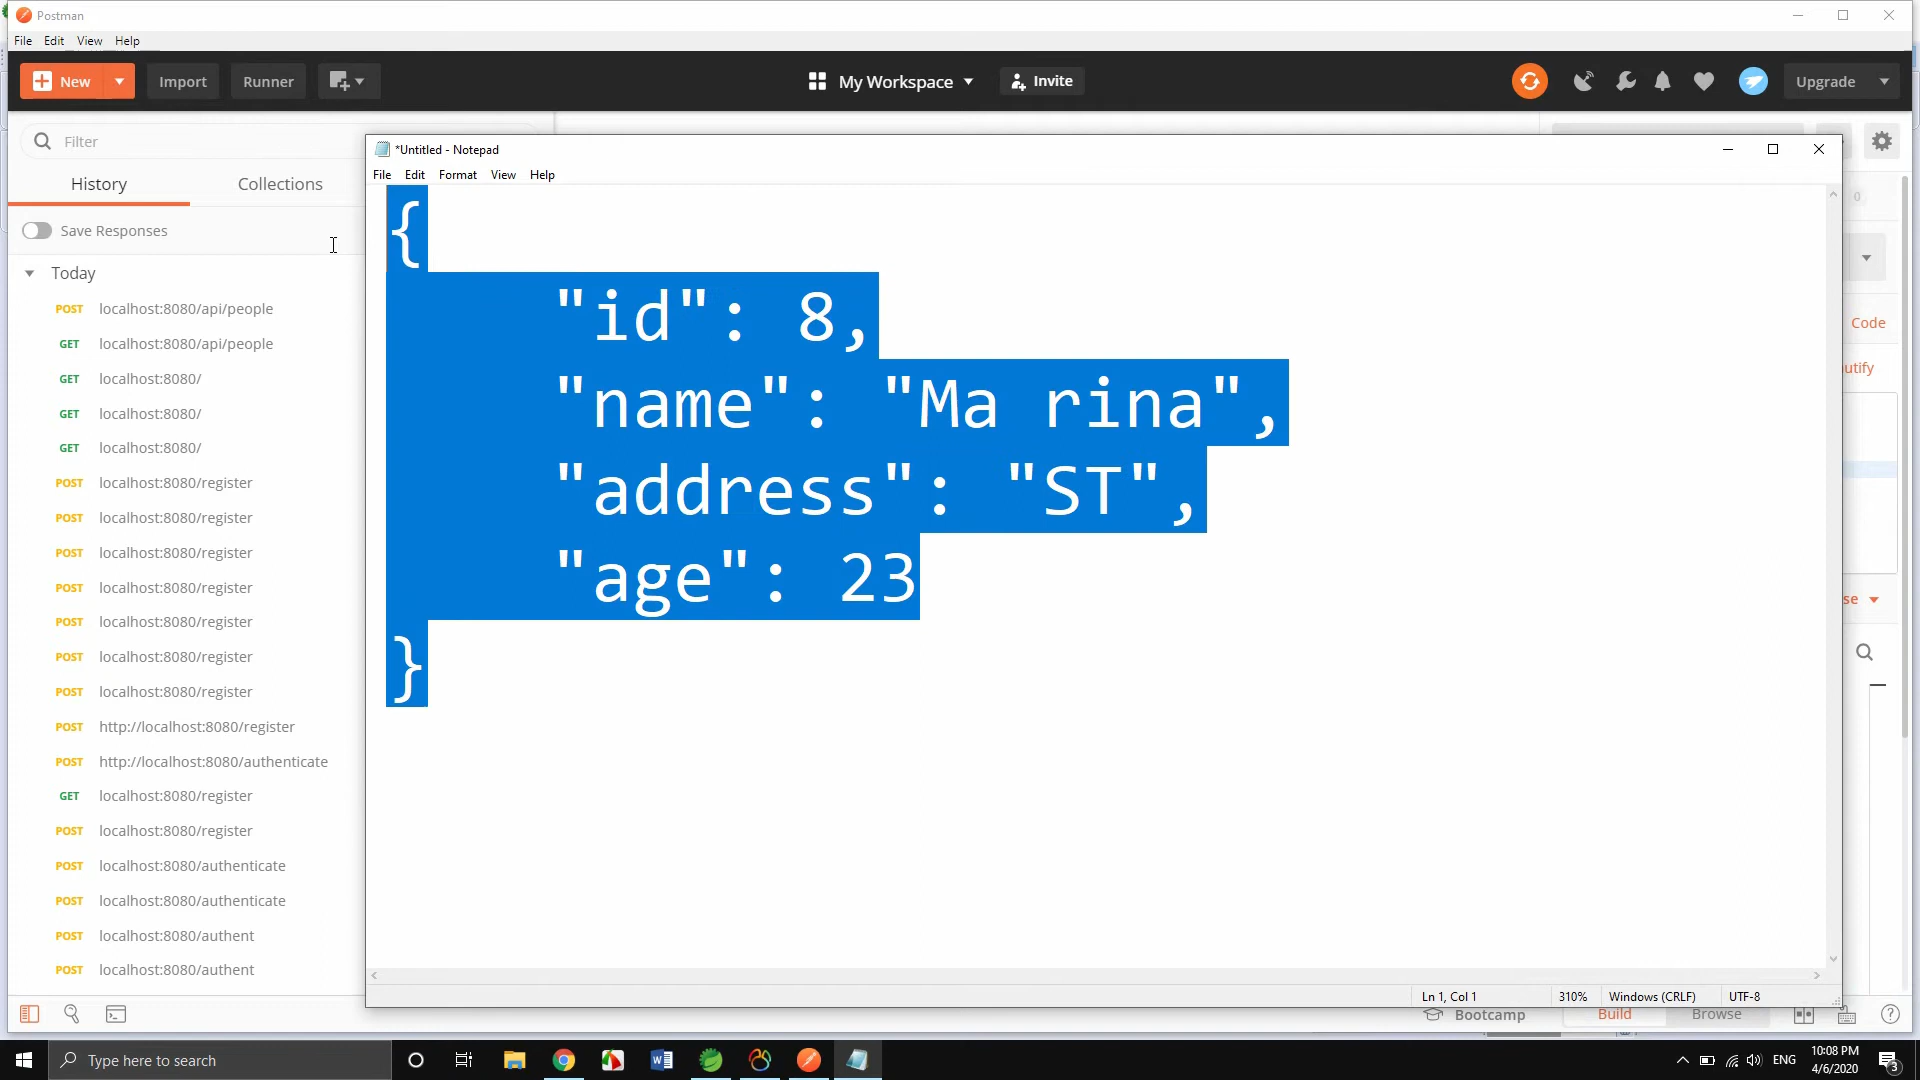 Postman
File Edit View Help
New Import Runner My Workspace Invite Upgrade
Filter
History Collections
Save Responses
Today
POST localhost:8080/api/people
GET localhost:8080/api/people
GET localhost:8080/
GET localhost:8080/
GET localhost:8080/
POST localhost:8080/register
POST localhost:8080/register
POST localhost:8080/register
POST localhost:8080/register
POST localhost:8080/register
POST localhost:8080/register
POST localhost:8080/register
POST http://localhost:8080/register
POST http://localhost:8080/authenticate
GET localhost:8080/register
POST localhost:8080/register
POST localhost:8080/authenticate
POST localhost:8080/authenticate
POST localhost:8080/authent
POST localhost:8080/authent
*Untitled - Notepad
File Edit Format View Help
{
"id": 8,
"name": "Ma rina",
"address": "ST",
"age": 23
}
Ln 1, Col 1 310% Windows (CRLF) UTF-8
0
Code
utify
se
Bootcamp Build Browse
Type here to search
ENG
10:08 PM
4/6/2020
3